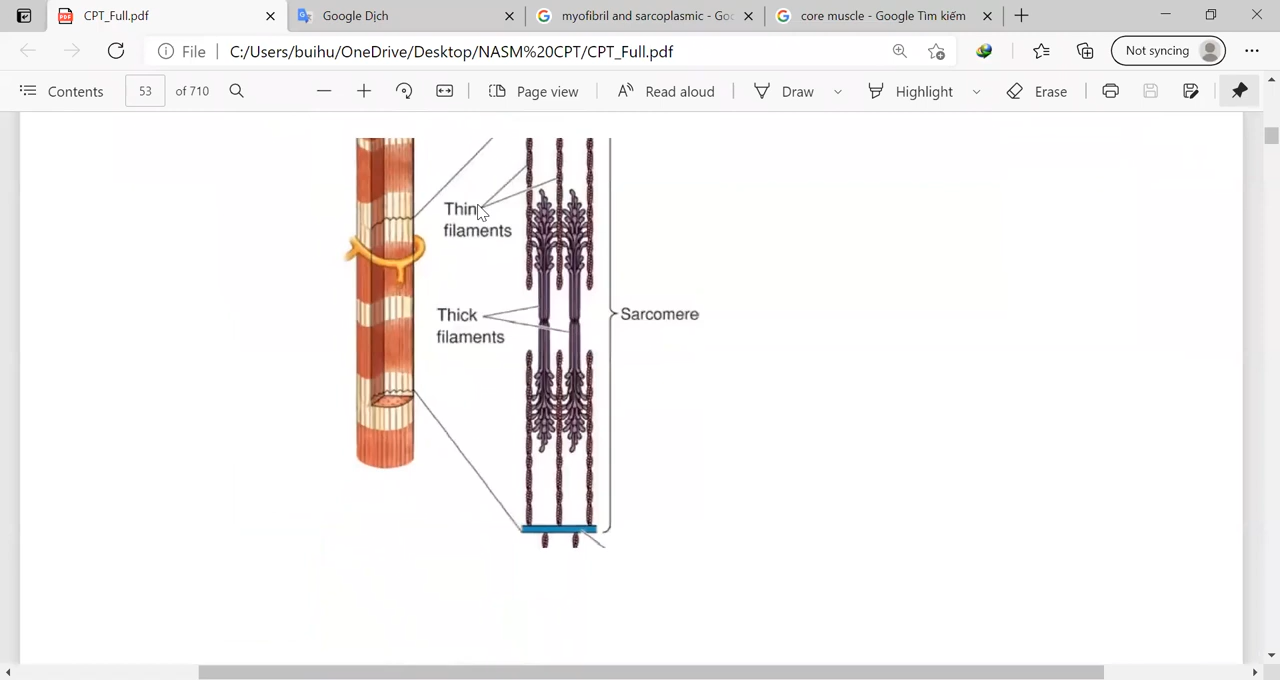 CPT_Full.pdf
Google Dịch
myofibril and sarcoplasmic - Goo
core muscle - Google Tìm kiếm
File
C:/Users/buihu/OneDrive/Desktop/NASM%20CPT/CPT_Full.pdf
Not syncing
Contents
53
of 710
Page view
Read aloud
Draw
Highlight
Erase
Thin
filaments
Thick
filaments
Sarcomere